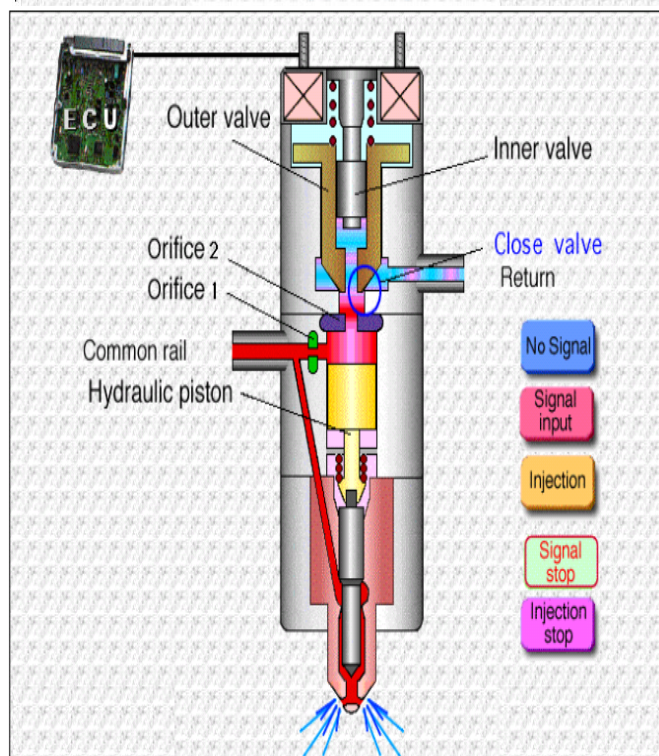 ECU
Outer valve
Inner valve
Orifice 2
Close valve
Orifice 1
Return
Common rail
Hydraulic piston
No Signal
Signal
input
Injection
Signal
stop
Injection
stop